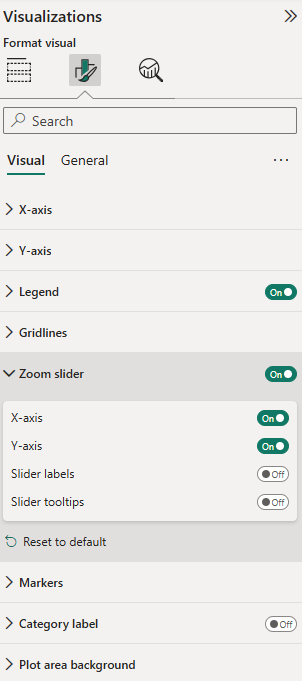 Visualizations
Format visual
Search
Visual General
X-axis
Y-axis
Legend On
Gridlines
Zoom slider On
X-axis On
Y-axis On
Slider labels Off
Slider tooltips Off
Reset to default
Markers
Category label Off
Plot area background